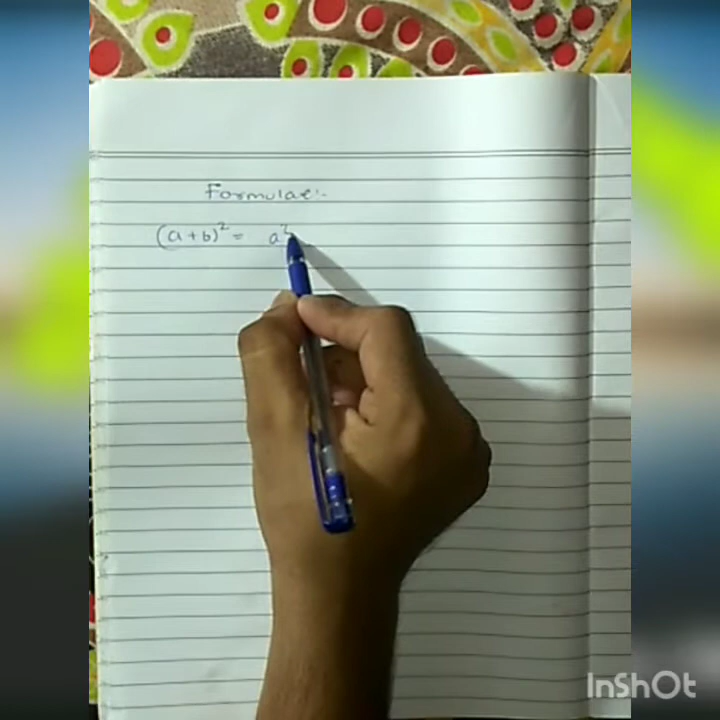 Formulae:-
(a+b)² = a²
InShOt